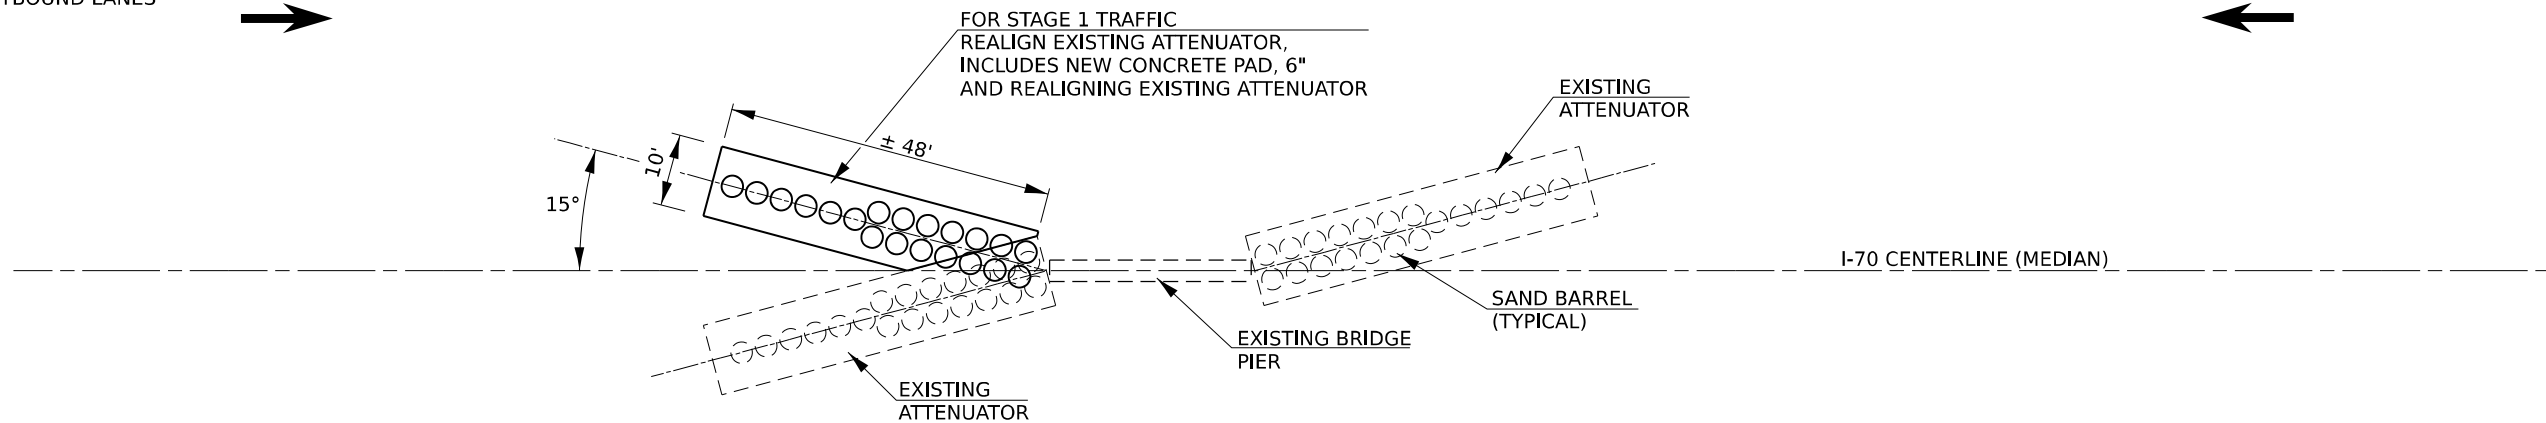 FOR STAGE 1 TRAFFIC
REALIGN EXISTING ATTENUATOR,
INCLUDES NEW CONCRETE PAD, 6"
AND REALIGNING EXISTING ATTENUATOR
EXISTING
ATTENUATOR
± 48'
10'
15°
I-70 CENTERLINE (MEDIAN)
SAND BARREL
(TYPICAL)
EXISTING BRIDGE
PIER
EXISTING
ATTENUATOR